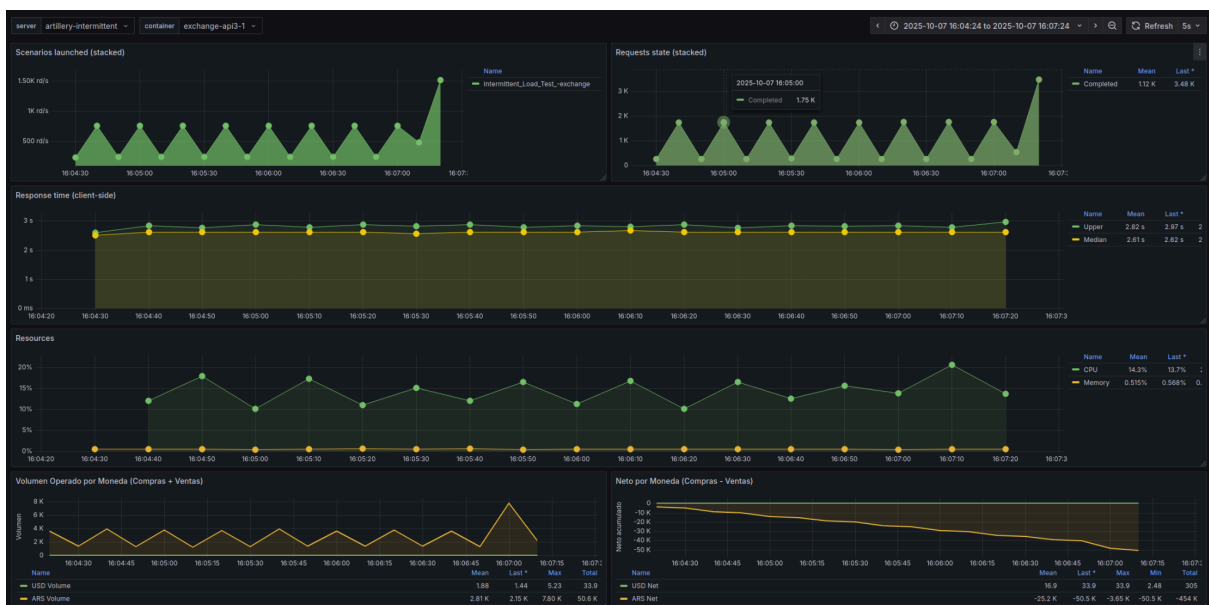 server artillery-intermittent container exchange-api3-1 2025-10-07 16:04:24 to 2025-10-07 16:07:24 Refresh 5s
Scenarios launched (stacked)
1.50K rd/s
1K rd/s
500 rd/s
16:04:30 16:05:00 16:05:30 16:06:00 16:06:30 16:07:00 16:07:
Name
Intermittent_Load_Test_-exchange
Requests state (stacked)
3 K
2 K
1 K
0
16:04:30 16:05:00 16:05:30 16:06:00 16:06:30 16:07:00 16:07:
2025-10-07 16:05:00
Completed 1.75 K
Name Mean Last *
Completed 1.12 K 3.48 K
Response time (client-side)
3 s
2 s
1 s
0 ms
16:04:20 16:04:30 16:04:40 16:04:50 16:05:00 16:05:10 16:05:20 16:05:30 16:05:40 16:05:50 16:06:00 16:06:10 16:06:20 16:06:30 16:06:40 16:06:50 16:07:00 16:07:10 16:07:20 16:07:3
Name Mean Last *
Upper 2.82 s 2.97 s 2
Median 2.61 s 2.62 s 2
Resources
20%
15%
10%
5%
0%
16:04:20 16:04:30 16:04:40 16:04:50 16:05:00 16:05:10 16:05:20 16:05:30 16:05:40 16:05:50 16:06:00 16:06:10 16:06:20 16:06:30 16:06:40 16:06:50 16:07:00 16:07:10 16:07:20 16:07:3
Name Mean Last *
CPU 14.3% 13.7%
Memory 0.515% 0.568% 0.
Volumen Operado por Moneda (Compras + Ventas)
Volumen
8 K
6 K
4 K
2 K
0
16:04:30 16:04:45 16:05:00 16:05:15 16:05:30 16:05:45 16:06:00 16:06:15 16:06:30 16:06:45 16:07:00 16:07:15 16:07:
Name Mean Last * Max Total
USD Volume 1.88 1.44 5.23 33.9
ARS Volume 2.81 K 2.15 K 7.80 K 50.6 K
Neto por Moneda (Compras - Ventas)
Neto acumulado
0
-10 K
-20 K
-30 K
-40 K
-50 K
16:04:30 16:04:45 16:05:00 16:05:15 16:05:30 16:05:45 16:06:00 16:06:15 16:06:30 16:06:45 16:07:00 16:07:15 16:07:
Name Mean Last * Max Min Total
USD Net 16.9 33.9 33.9 2.48 305
ARS Net -25.2 K -50.5 K -3.65 K -50.5 K -454 K